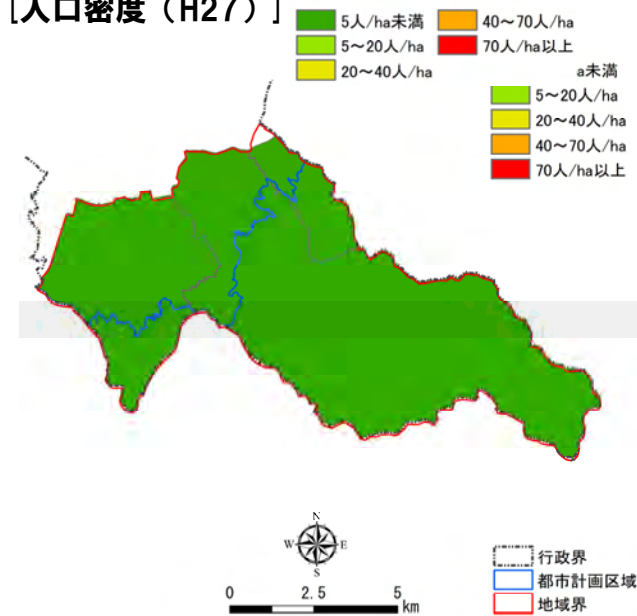 [人口密度（H27）]
5人/ha未満
40～70人/ha
5～20人/ha
70人/ha以上
20～40人/ha
a未満
5～20人/ha
20～40人/ha
40～70人/ha
70人/ha以上
N
W E
S
0 2.5 5
km
行政界
都市計画区域
地域界